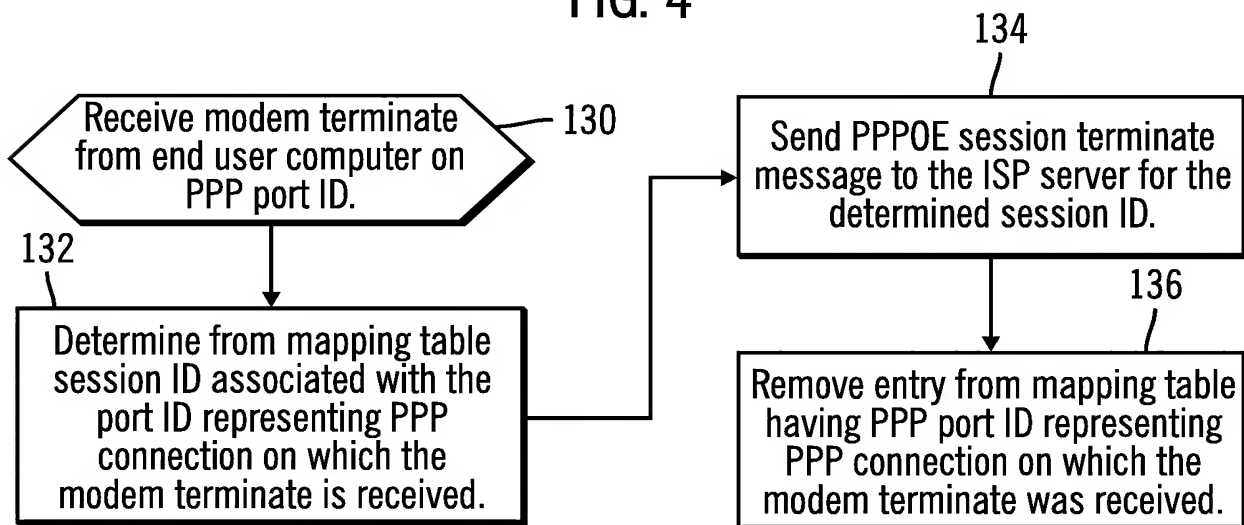 FIG. 4
Receive modem terminate
from end user computer on
PPP port ID.
130
132
Determine from mapping table
session ID associated with the
port ID representing PPP
connection on which the
modem terminate is received.
134
Send PPPOE session terminate
message to the ISP server for the
determined session ID.
136
Remove entry from mapping table
having PPP port ID representing
PPP connection on which the
modem terminate was received.